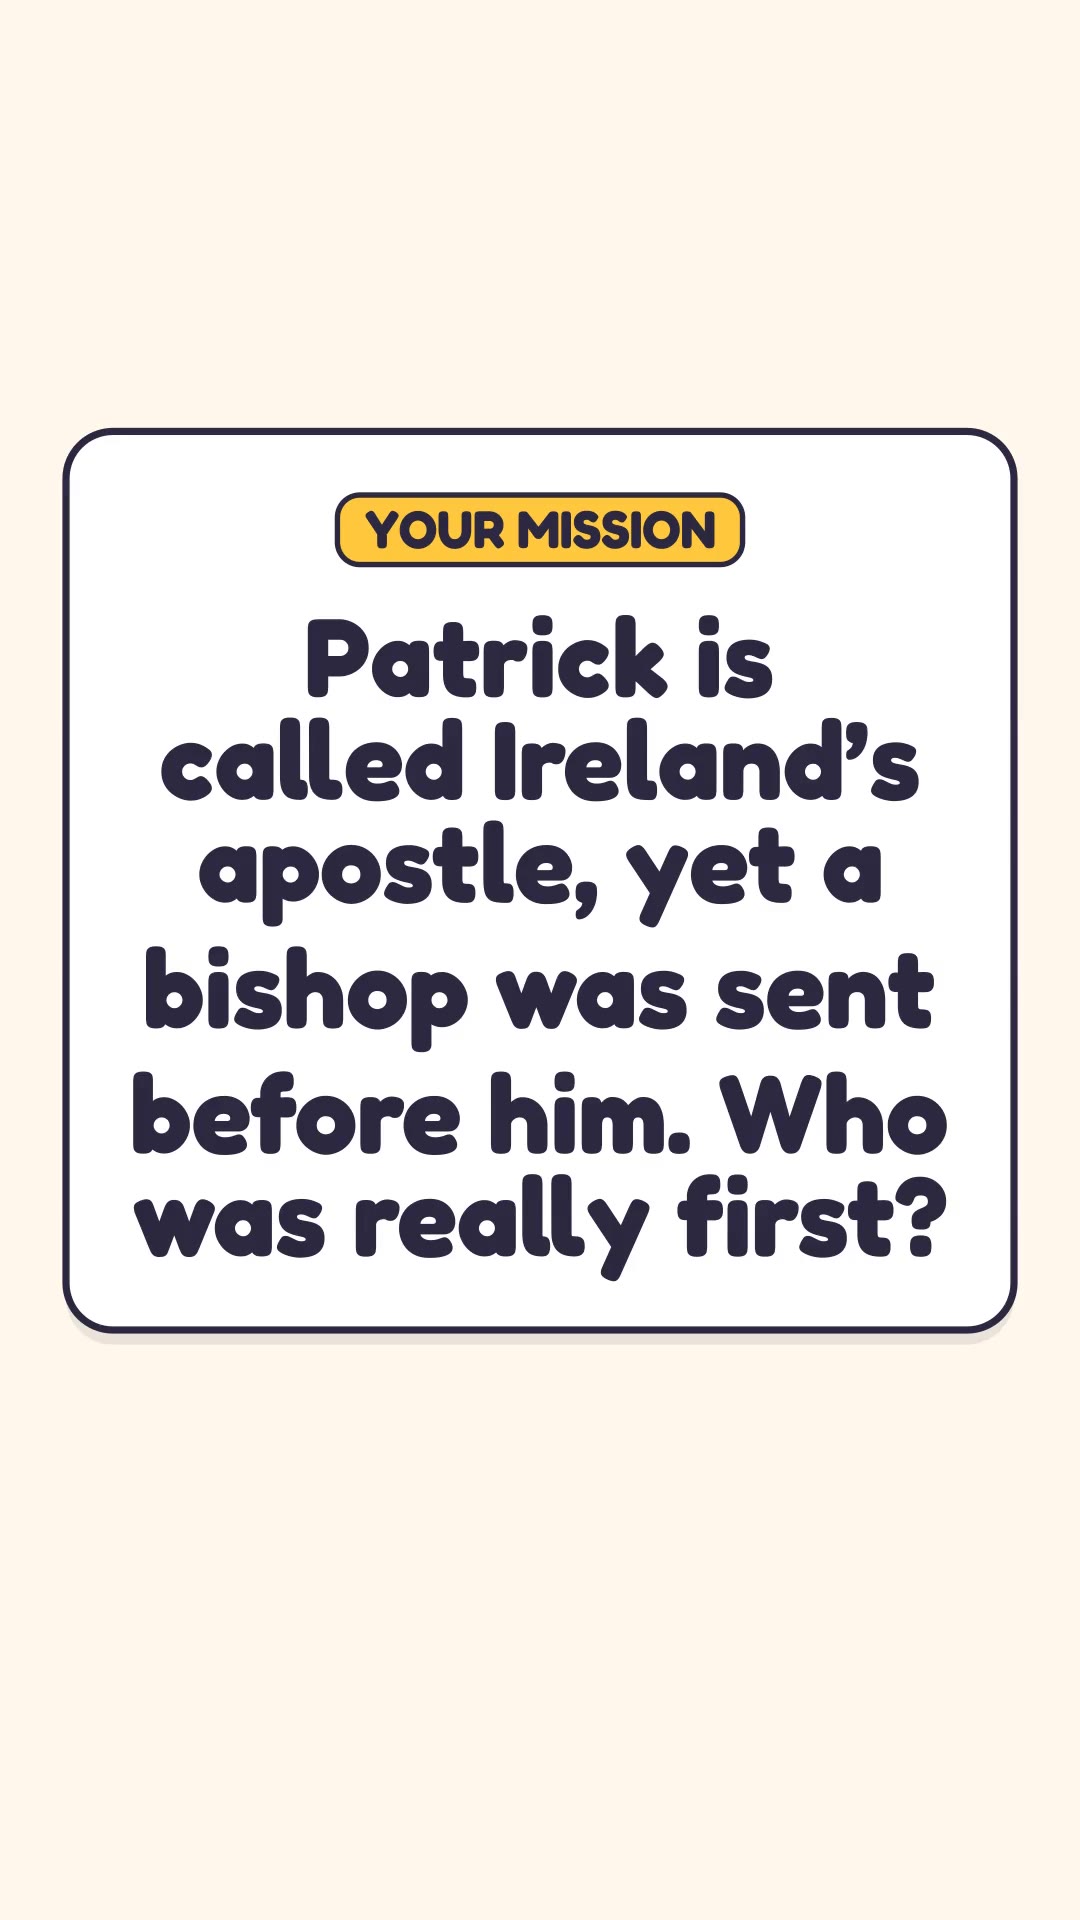 YOUR MISSION
Patrick is
called Ireland’s
apostle, yet a
bishop was sent
before him. Who
was really first?